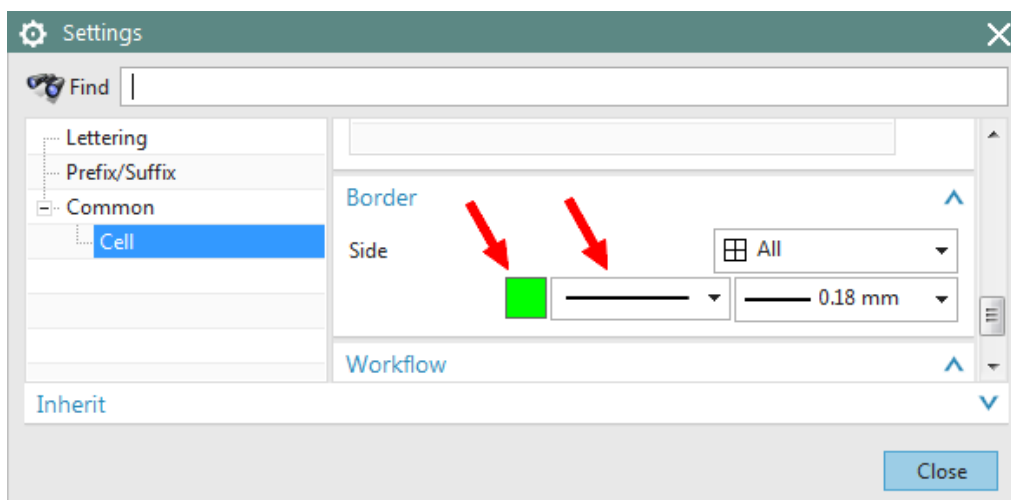 Settings
Find
Lettering
Prefix/Suffix
Common
Cell
Border
Side
All
0.18 mm
Workflow
Inherit
Close